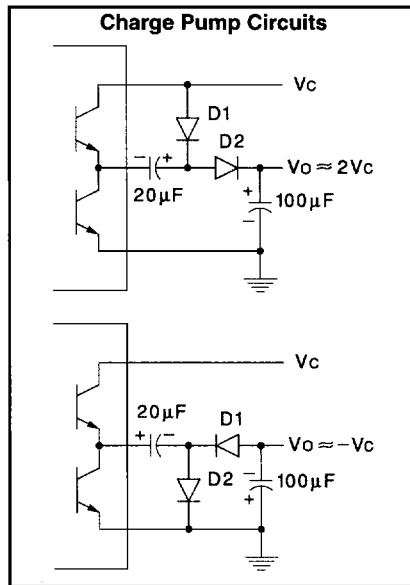 Charge Pump Circuits
Vc
D1
D2
- +
Vo ≈ 2Vc
20µF
+
100µF
-
Vc
20µF
D1
+ -
Vo ≈ -Vc
-
D2
100µF
+